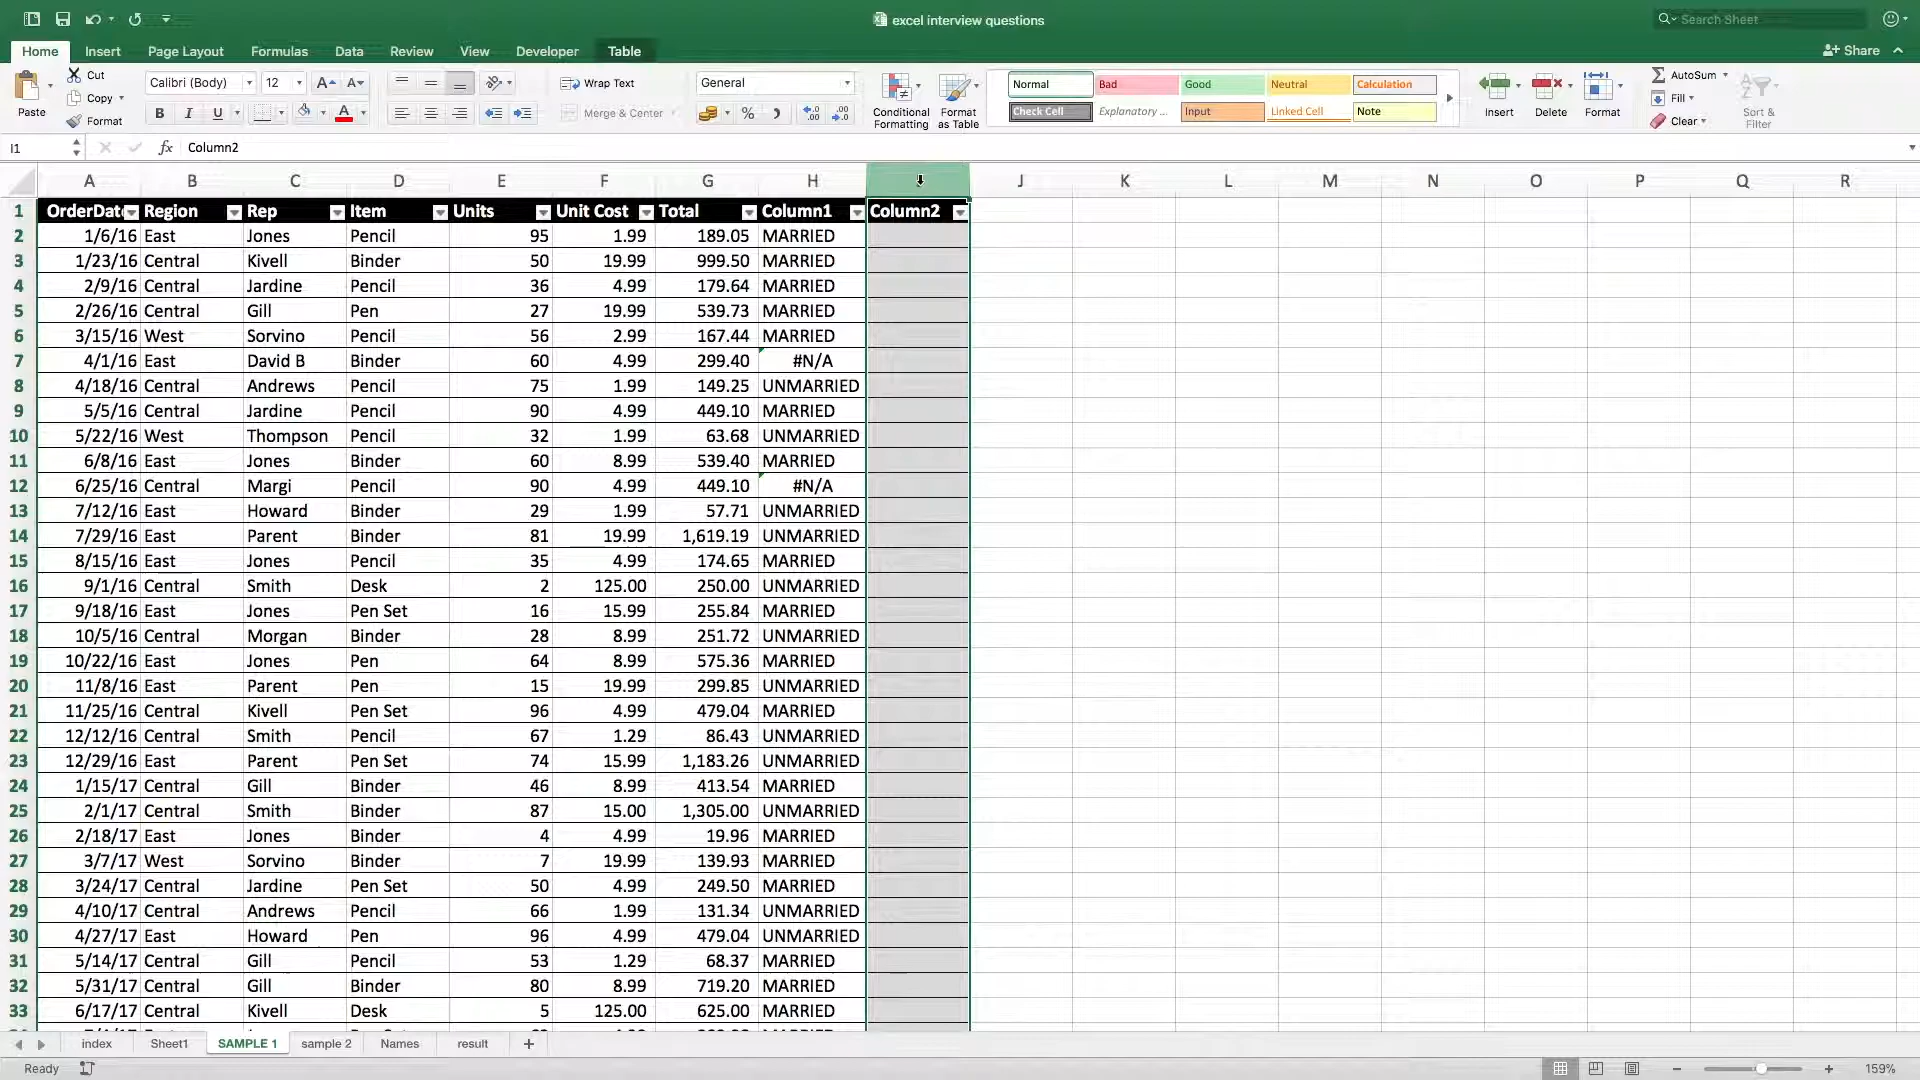 excel interview questions
Search Sheet
Home Insert Page Layout Formulas Data Review View Developer Table
Share
Paste
Cut
Copy
Format
Calibri (Body) 12
A A
B I U A
Wrap Text
Merge & Center
General
%
Conditional Formatting
Format as Table
Normal Bad Good Neutral Calculation
Check Cell Explanatory ... Input Linked Cell Note
Insert
Delete
Format
AutoSum
Fill
Clear
Sort & Filter
I1 fx Column2
A B C D E F G H J K L M N O P Q R
1 OrderDat Region Rep Item Units Unit Cost Total Column1 Column2
2 1/6/16 East Jones Pencil 95 1.99 189.05 MARRIED
3 1/23/16 Central Kivell Binder 50 19.99 999.50 MARRIED
4 2/9/16 Central Jardine Pencil 36 4.99 179.64 MARRIED
5 2/26/16 Central Gill Pen 27 19.99 539.73 MARRIED
6 3/15/16 West Sorvino Pencil 56 2.99 167.44 MARRIED
7 4/1/16 East David B Binder 60 4.99 299.40 #N/A
8 4/18/16 Central Andrews Pencil 75 1.99 149.25 UNMARRIED
9 5/5/16 Central Jardine Pencil 90 4.99 449.10 MARRIED
10 5/22/16 West Thompson Pencil 32 1.99 63.68 UNMARRIED
11 6/8/16 East Jones Binder 60 8.99 539.40 MARRIED
12 6/25/16 Central Margi Pencil 90 4.99 449.10 #N/A
13 7/12/16 East Howard Binder 29 1.99 57.71 UNMARRIED
14 7/29/16 East Parent Binder 81 19.99 1,619.19 UNMARRIED
15 8/15/16 East Jones Pencil 35 4.99 174.65 MARRIED
16 9/1/16 Central Smith Desk 2 125.00 250.00 UNMARRIED
17 9/18/16 East Jones Pen Set 16 15.99 255.84 MARRIED
18 10/5/16 Central Morgan Binder 28 8.99 251.72 UNMARRIED
19 10/22/16 East Jones Pen 64 8.99 575.36 MARRIED
20 11/8/16 East Parent Pen 15 19.99 299.85 UNMARRIED
21 11/25/16 Central Kivell Pen Set 96 4.99 479.04 MARRIED
22 12/12/16 Central Smith Pencil 67 1.29 86.43 UNMARRIED
23 12/29/16 East Parent Pen Set 74 15.99 1,183.26 UNMARRIED
24 1/15/17 Central Gill Binder 46 8.99 413.54 MARRIED
25 2/1/17 Central Smith Binder 87 15.00 1,305.00 UNMARRIED
26 2/18/17 East Jones Binder 4 4.99 19.96 MARRIED
27 3/7/17 West Sorvino Binder 7 19.99 139.93 MARRIED
28 3/24/17 Central Jardine Pen Set 50 4.99 249.50 MARRIED
29 4/10/17 Central Andrews Pencil 66 1.99 131.34 UNMARRIED
30 4/27/17 East Howard Pen 96 4.99 479.04 UNMARRIED
31 5/14/17 Central Gill Pencil 53 1.29 68.37 MARRIED
32 5/31/17 Central Gill Binder 80 8.99 719.20 MARRIED
33 6/17/17 Central Kivell Desk 5 125.00 625.00 MARRIED
index Sheet1 SAMPLE 1 sample 2 Names result +
Ready
159%